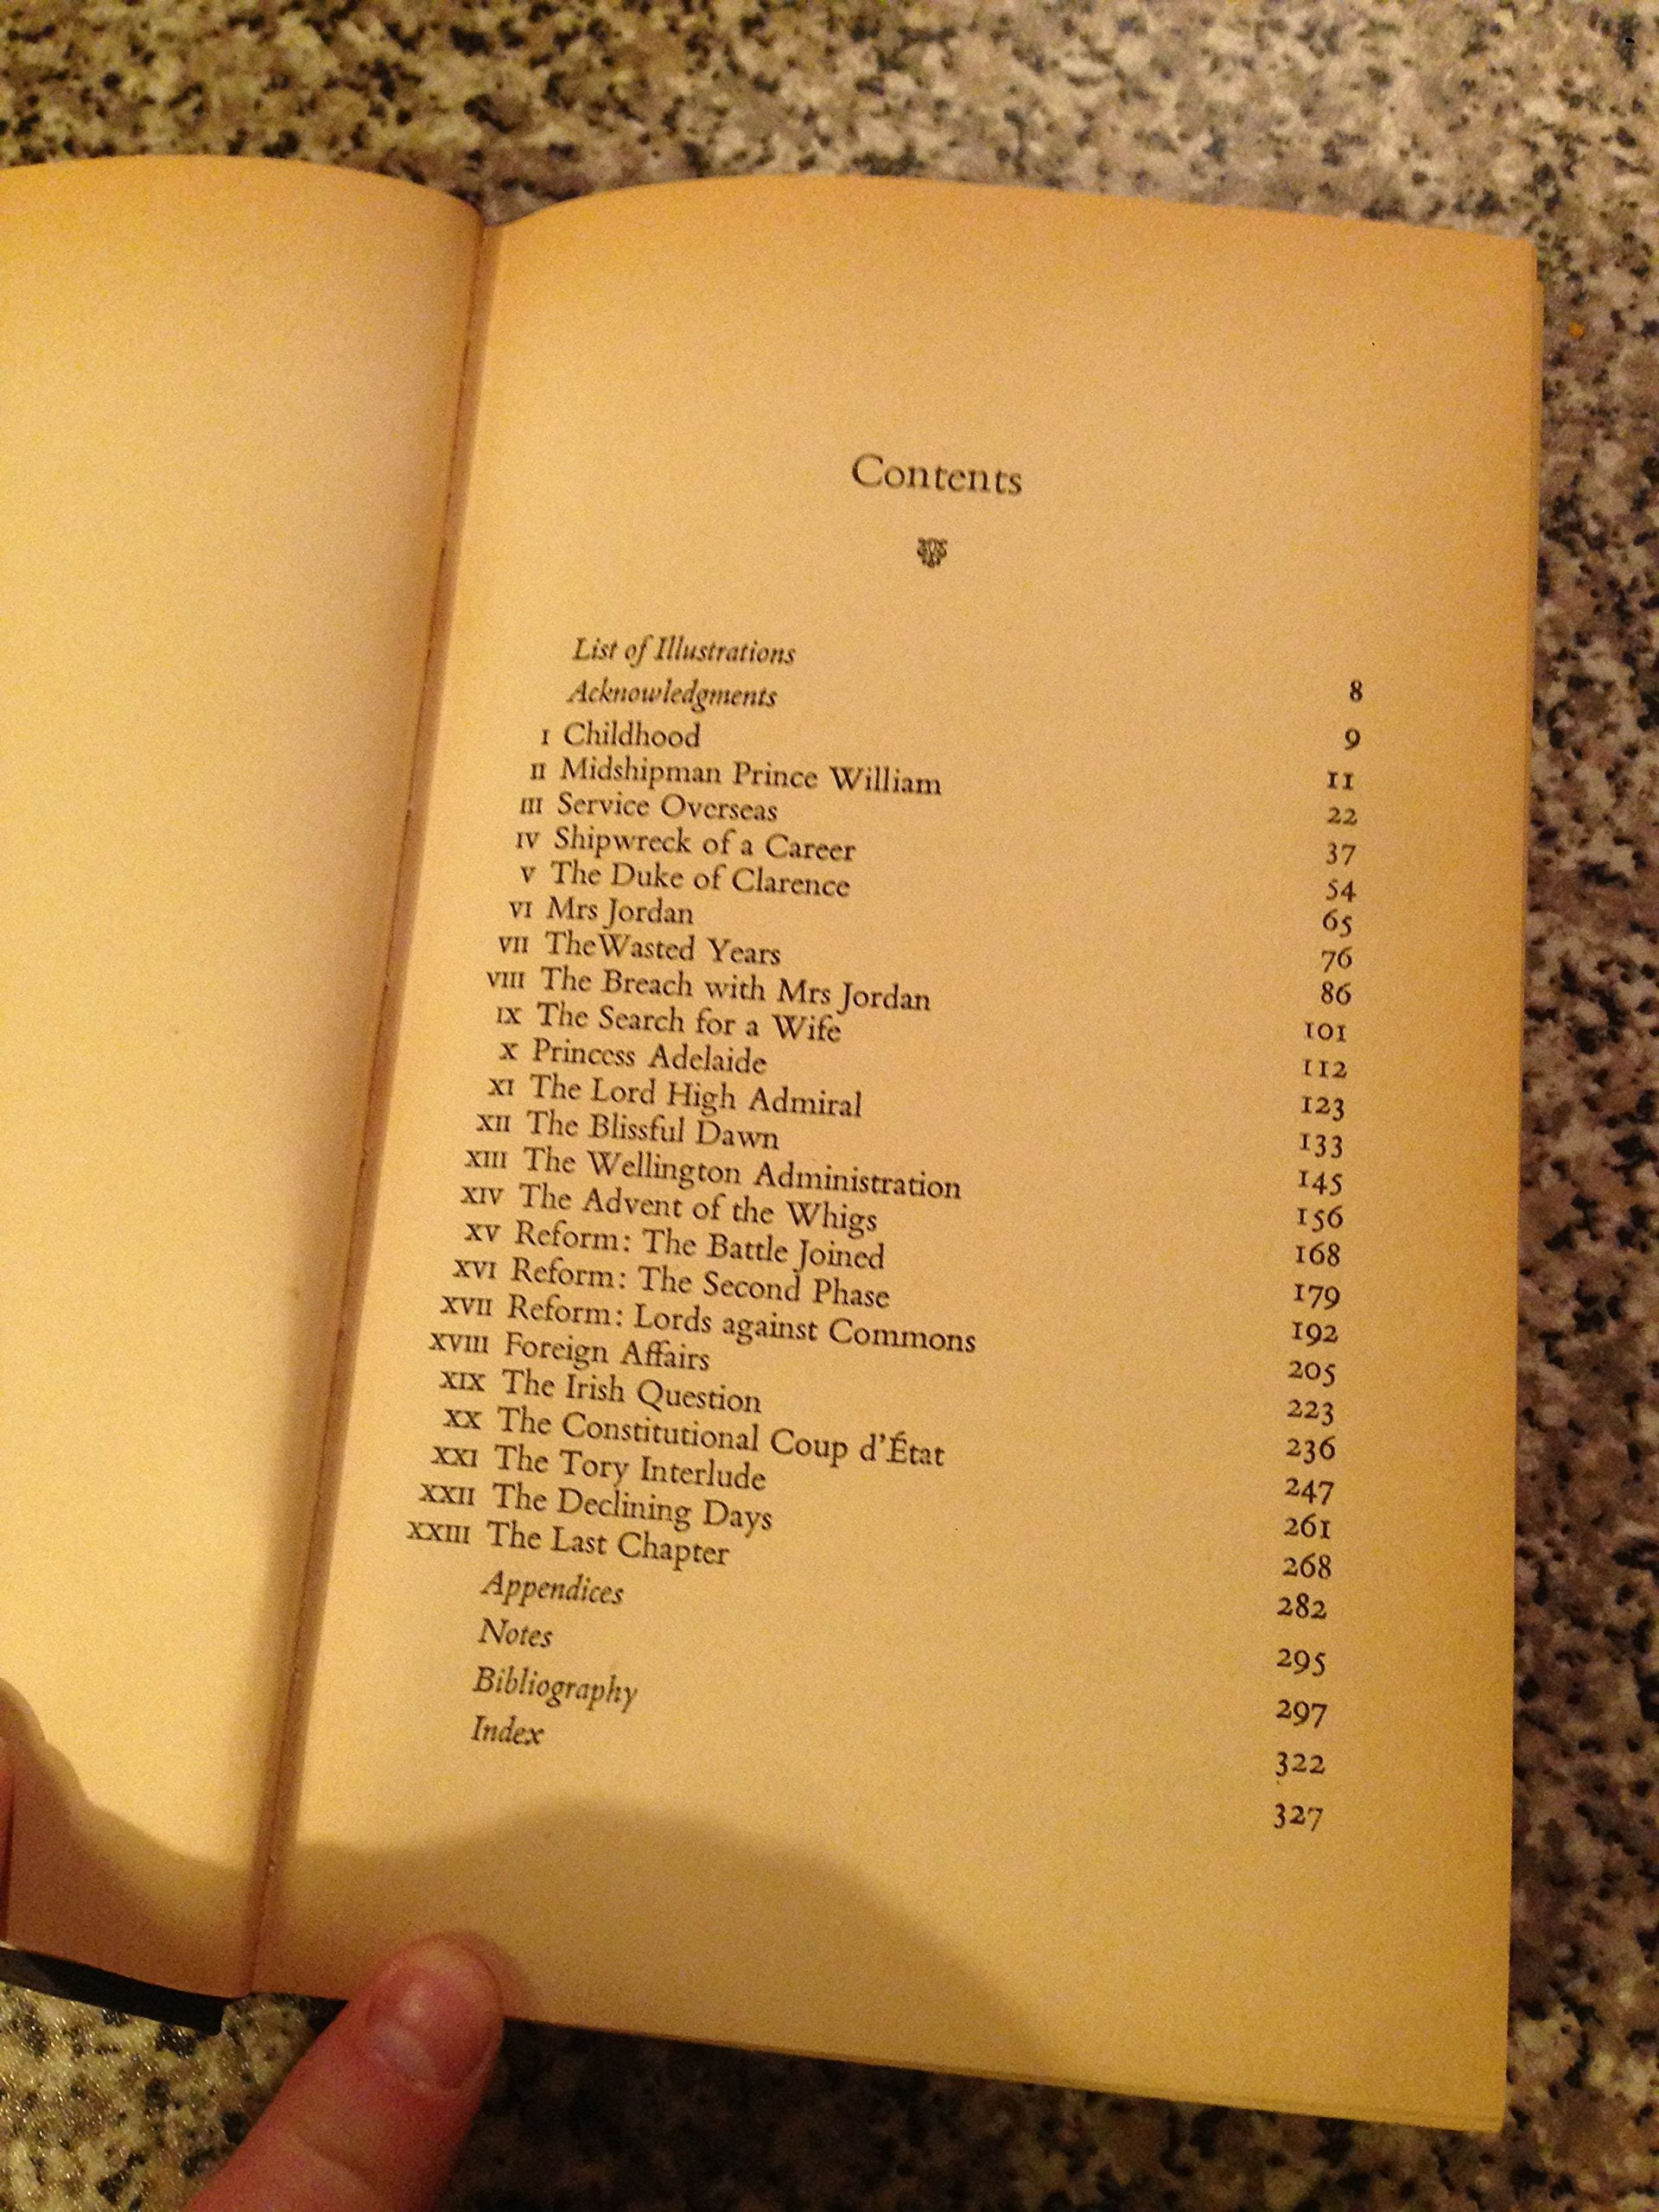 Contents
List of Illustrations 8
Acknowledgments 9
I Childhood 11
II Midshipman Prince William 22
III Service Overseas 37
IV Shipwreck of a Career 54
V The Duke of Clarence 65
VI Mrs Jordan 76
VII The Wasted Years 86
VIII The Breach with Mrs Jordan 101
IX The Search for a Wife 112
X Princess Adelaide 123
XI The Lord High Admiral 133
XII The Blissful Dawn 145
XIII The Wellington Administration 156
XIV The Advent of the Whigs 168
XV Reform: The Battle Joined 179
XVI Reform: The Second Phase 192
XVII Reform: Lords against Commons 205
XVIII Foreign Affairs 223
XIX The Irish Question 236
XX The Constitutional Coup d'État 247
XXI The Tory Interlude 261
XXII The Declining Days 268
XXIII The Last Chapter 282
Appendices 295
Notes 297
Bibliography 322
Index 327